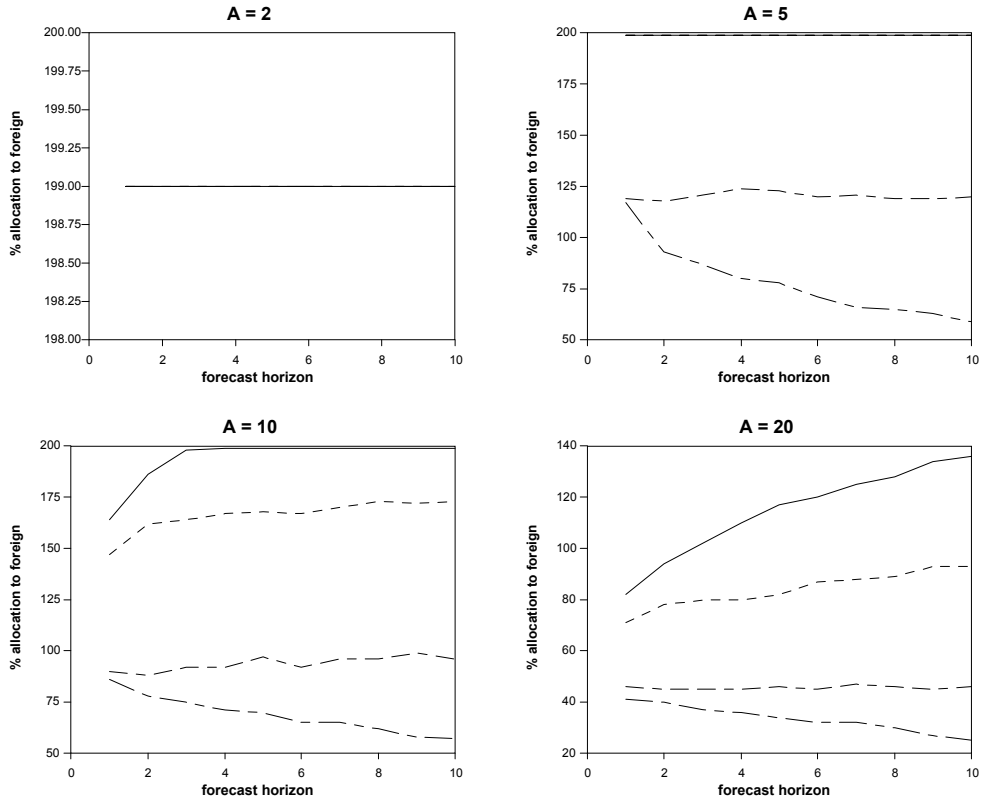 A = 2
% allocation to foreign
200.00
199.75
199.50
199.25
199.00
198.75
198.50
198.25
198.00
0 2 4 6 8 10
forecast horizon
A = 5
% allocation to foreign
200
175
150
125
100
75
50
0 2 4 6 8 10
forecast horizon
A = 10
% allocation to foreign
200
175
150
125
100
75
50
0 2 4 6 8 10
forecast horizon
A = 20
% allocation to foreign
140
120
100
80
60
40
20
0 2 4 6 8 10
forecast horizon